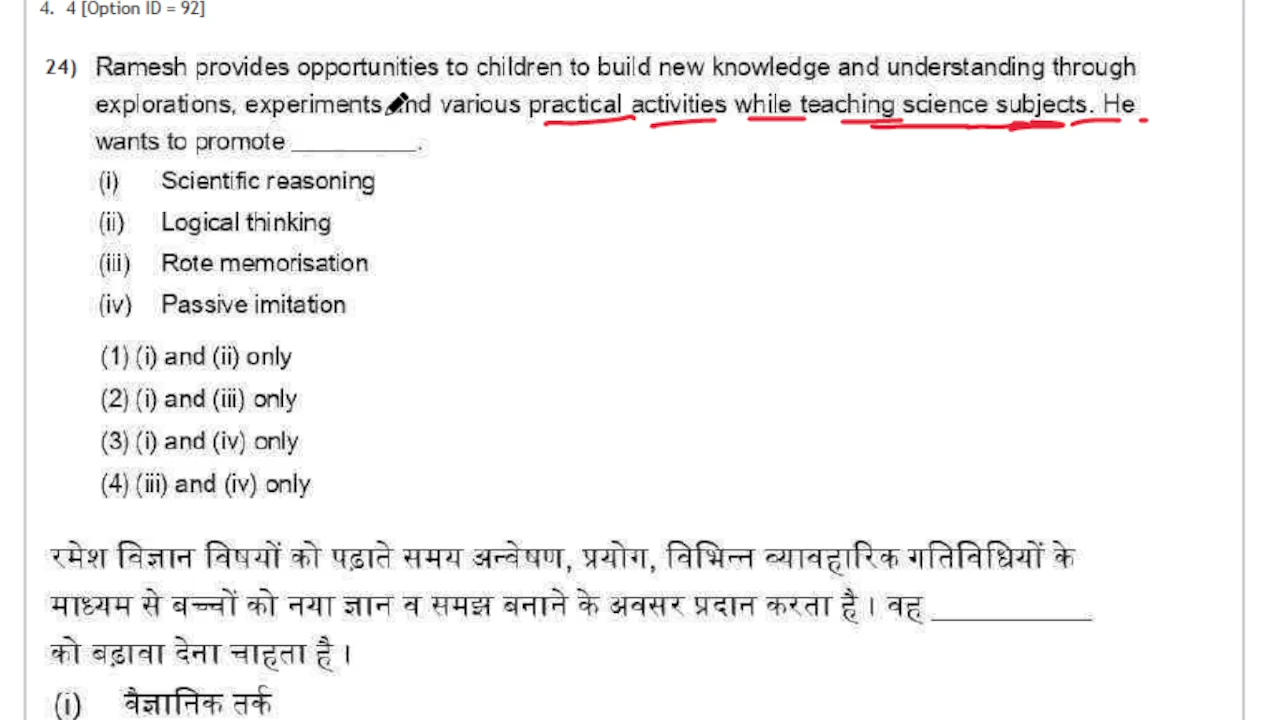 4. 4 [Option ID = 92]
24) Ramesh provides opportunities to children to build new knowledge and understanding through
explorations, experiments and various practical activities while teaching science subjects. He
wants to promote _________.
(i) Scientific reasoning
(ii) Logical thinking
(iii) Rote memorisation
(iv) Passive imitation
(1) (i) and (ii) only
(2) (i) and (iii) only
(3) (i) and (iv) only
(4) (iii) and (iv) only
रमेश विज्ञान विषयों को पढ़ाते समय अन्वेषण, प्रयोग, विभिन्न व्यावहारिक गतिविधियों के
माध्यम से बच्चों को नया ज्ञान व समझ बनाने के अवसर प्रदान करता है। वह ____________
को बढ़ावा देना चाहता है।
(i) वैज्ञानिक तर्क